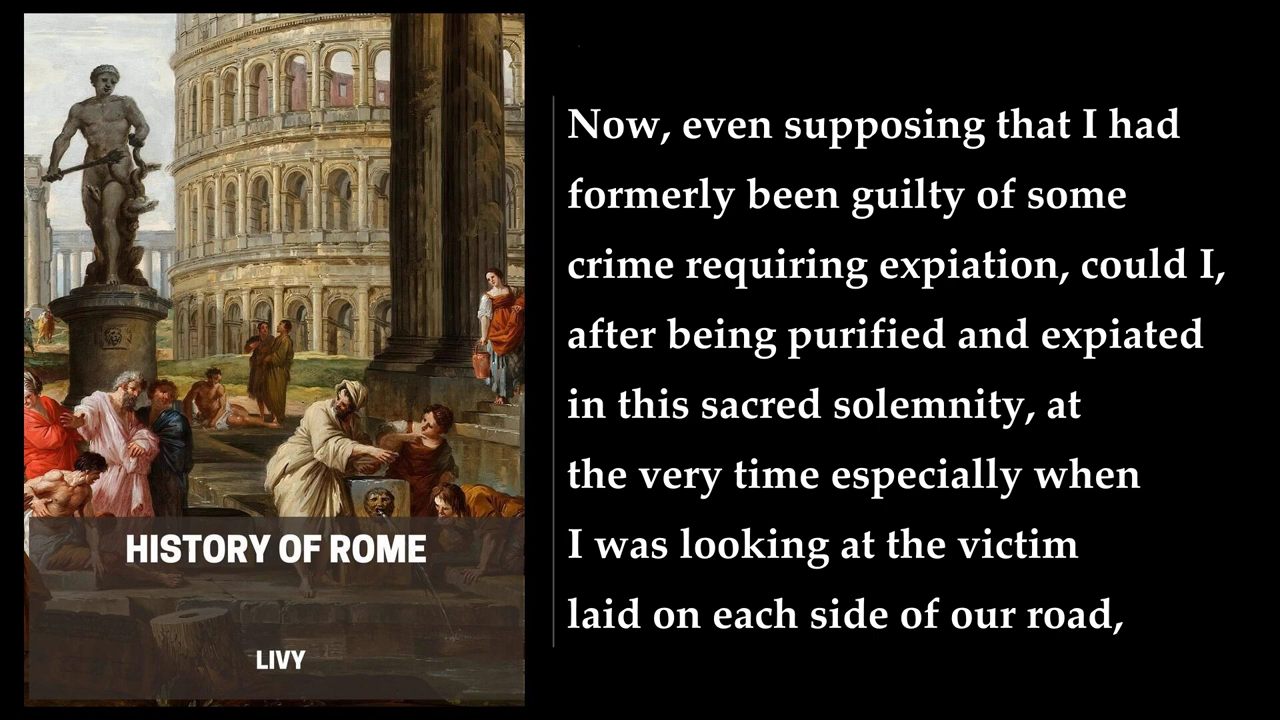 HISTORY OF ROME
LIVY
Now, even supposing that I had
formerly been guilty of some
crime requiring expiation, could I,
after being purified and expiated
in this sacred solemnity, at
the very time especially when
I was looking at the victim
laid on each side of our road,